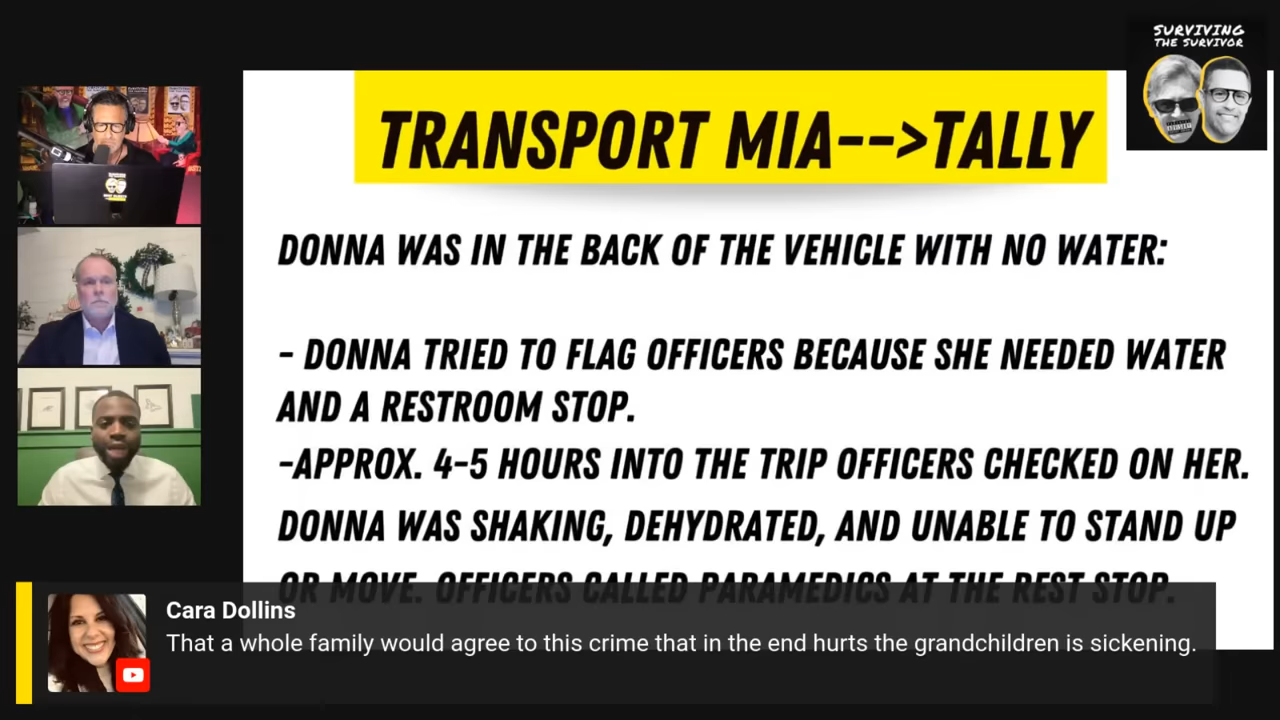 SURVIVING
THE SURVIVOR
TRANSPORT MIA-->TALLY
DONNA WAS IN THE BACK OF THE VEHICLE WITH NO WATER:
- DONNA TRIED TO FLAG OFFICERS BECAUSE SHE NEEDED WATER
AND A RESTROOM STOP.
-APPROX. 4-5 HOURS INTO THE TRIP OFFICERS CHECKED ON HER.
DONNA WAS SHAKING, DEHYDRATED, AND UNABLE TO STAND UP
OR MOVE. OFFICERS CALLED PARAMEDICS AT THE REST STOP.
Cara Dollins
That a whole family would agree to this crime that in the end hurts the grandchildren is sickening.